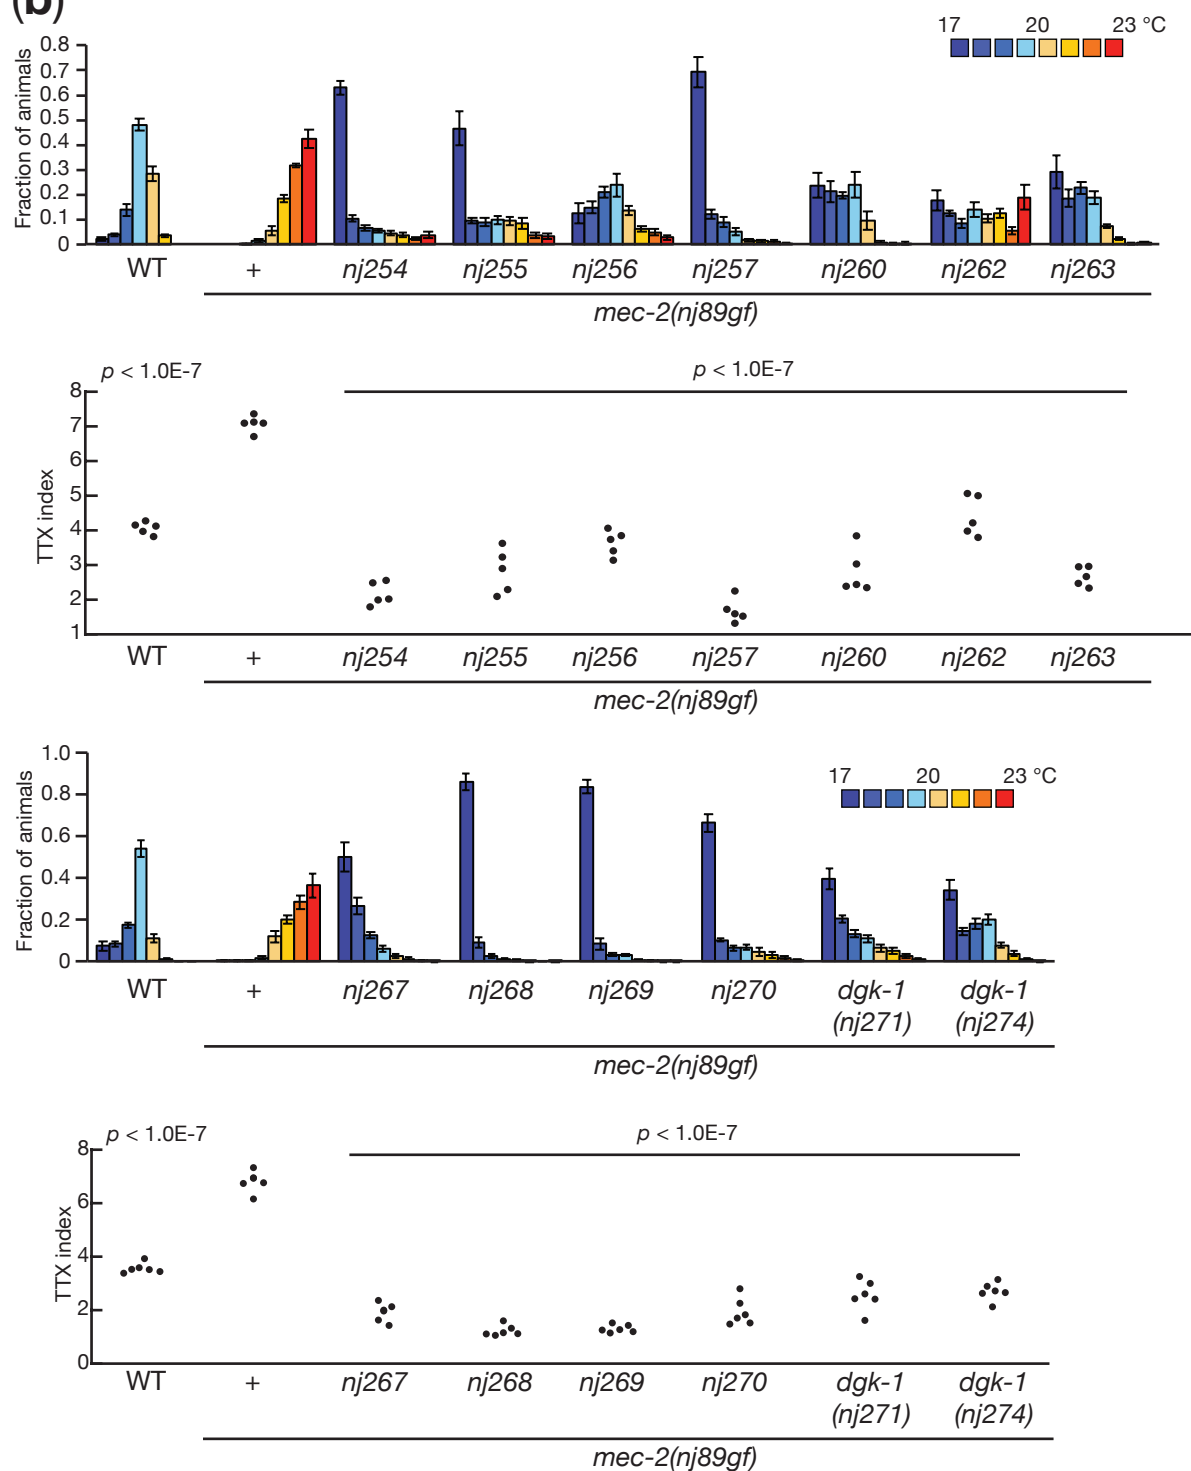 (b)
17 20 23 °C
Fraction of animals
0.8
0.7
0.6
0.5
0.4
0.3
0.2
0.1
0
WT + nj254 nj255 nj256 nj257 nj260 nj262 nj263
mec-2(nj89gf)
p < 1.0E-7 p < 1.0E-7
TTX index
8
7
6
5
4
3
2
1
WT + nj254 nj255 nj256 nj257 nj260 nj262 nj263
mec-2(nj89gf)
17 20 23 °C
Fraction of animals
1.0
0.8
0.6
0.4
0.2
0
WT + nj267 nj268 nj269 nj270 dgk-1 dgk-1
(nj271) (nj274)
mec-2(nj89gf)
p < 1.0E-7 p < 1.0E-7
TTX index
8
6
4
2
0
WT + nj267 nj268 nj269 nj270 dgk-1 dgk-1
(nj271) (nj274)
mec-2(nj89gf)